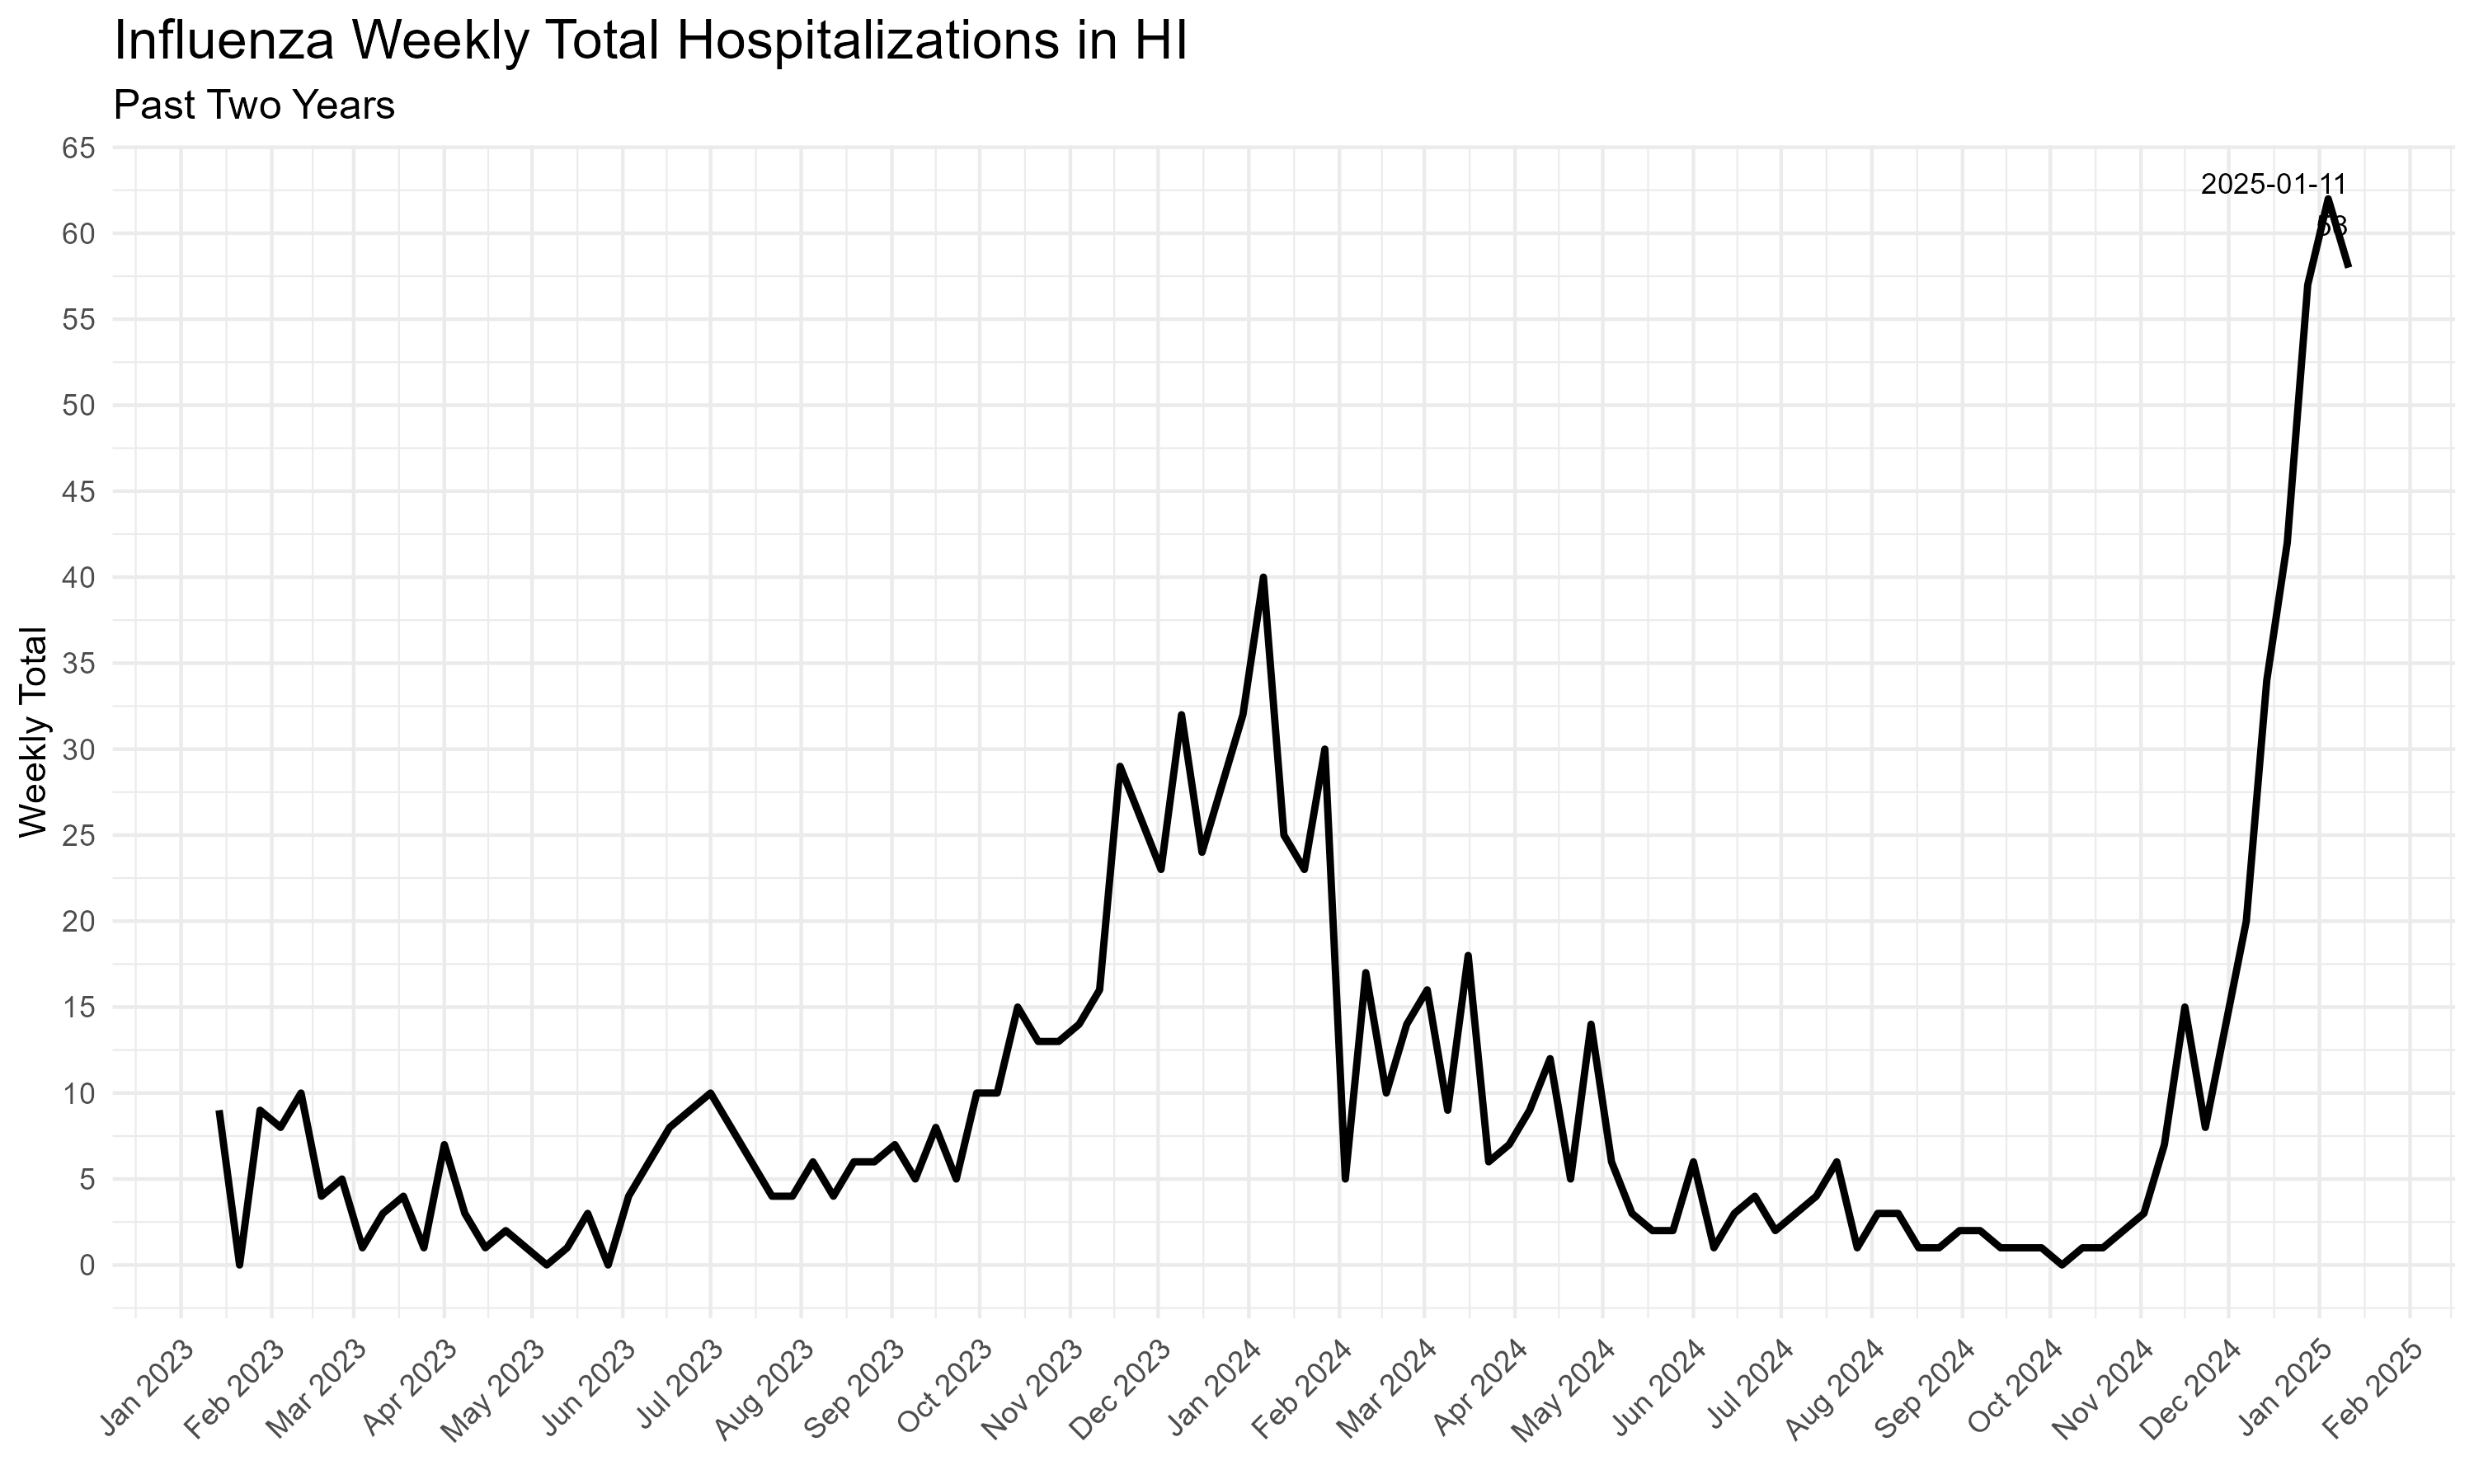 Influenza Weekly Total Hospitalizations in HI
Past Two Years
65
60
55
50
45
40
35
30
25
20
15
10
5
0
Weekly Total
2025-01-11
58
Jan 2023
Feb 2023
Mar 2023
Apr 2023
May 2023
Jun 2023
Jul 2023
Aug 2023
Sep 2023
Oct 2023
Nov 2023
Dec 2023
Jan 2024
Feb 2024
Mar 2024
Apr 2024
May 2024
Jun 2024
Jul 2024
Aug 2024
Sep 2024
Oct 2024
Nov 2024
Dec 2024
Jan 2025
Feb 2025